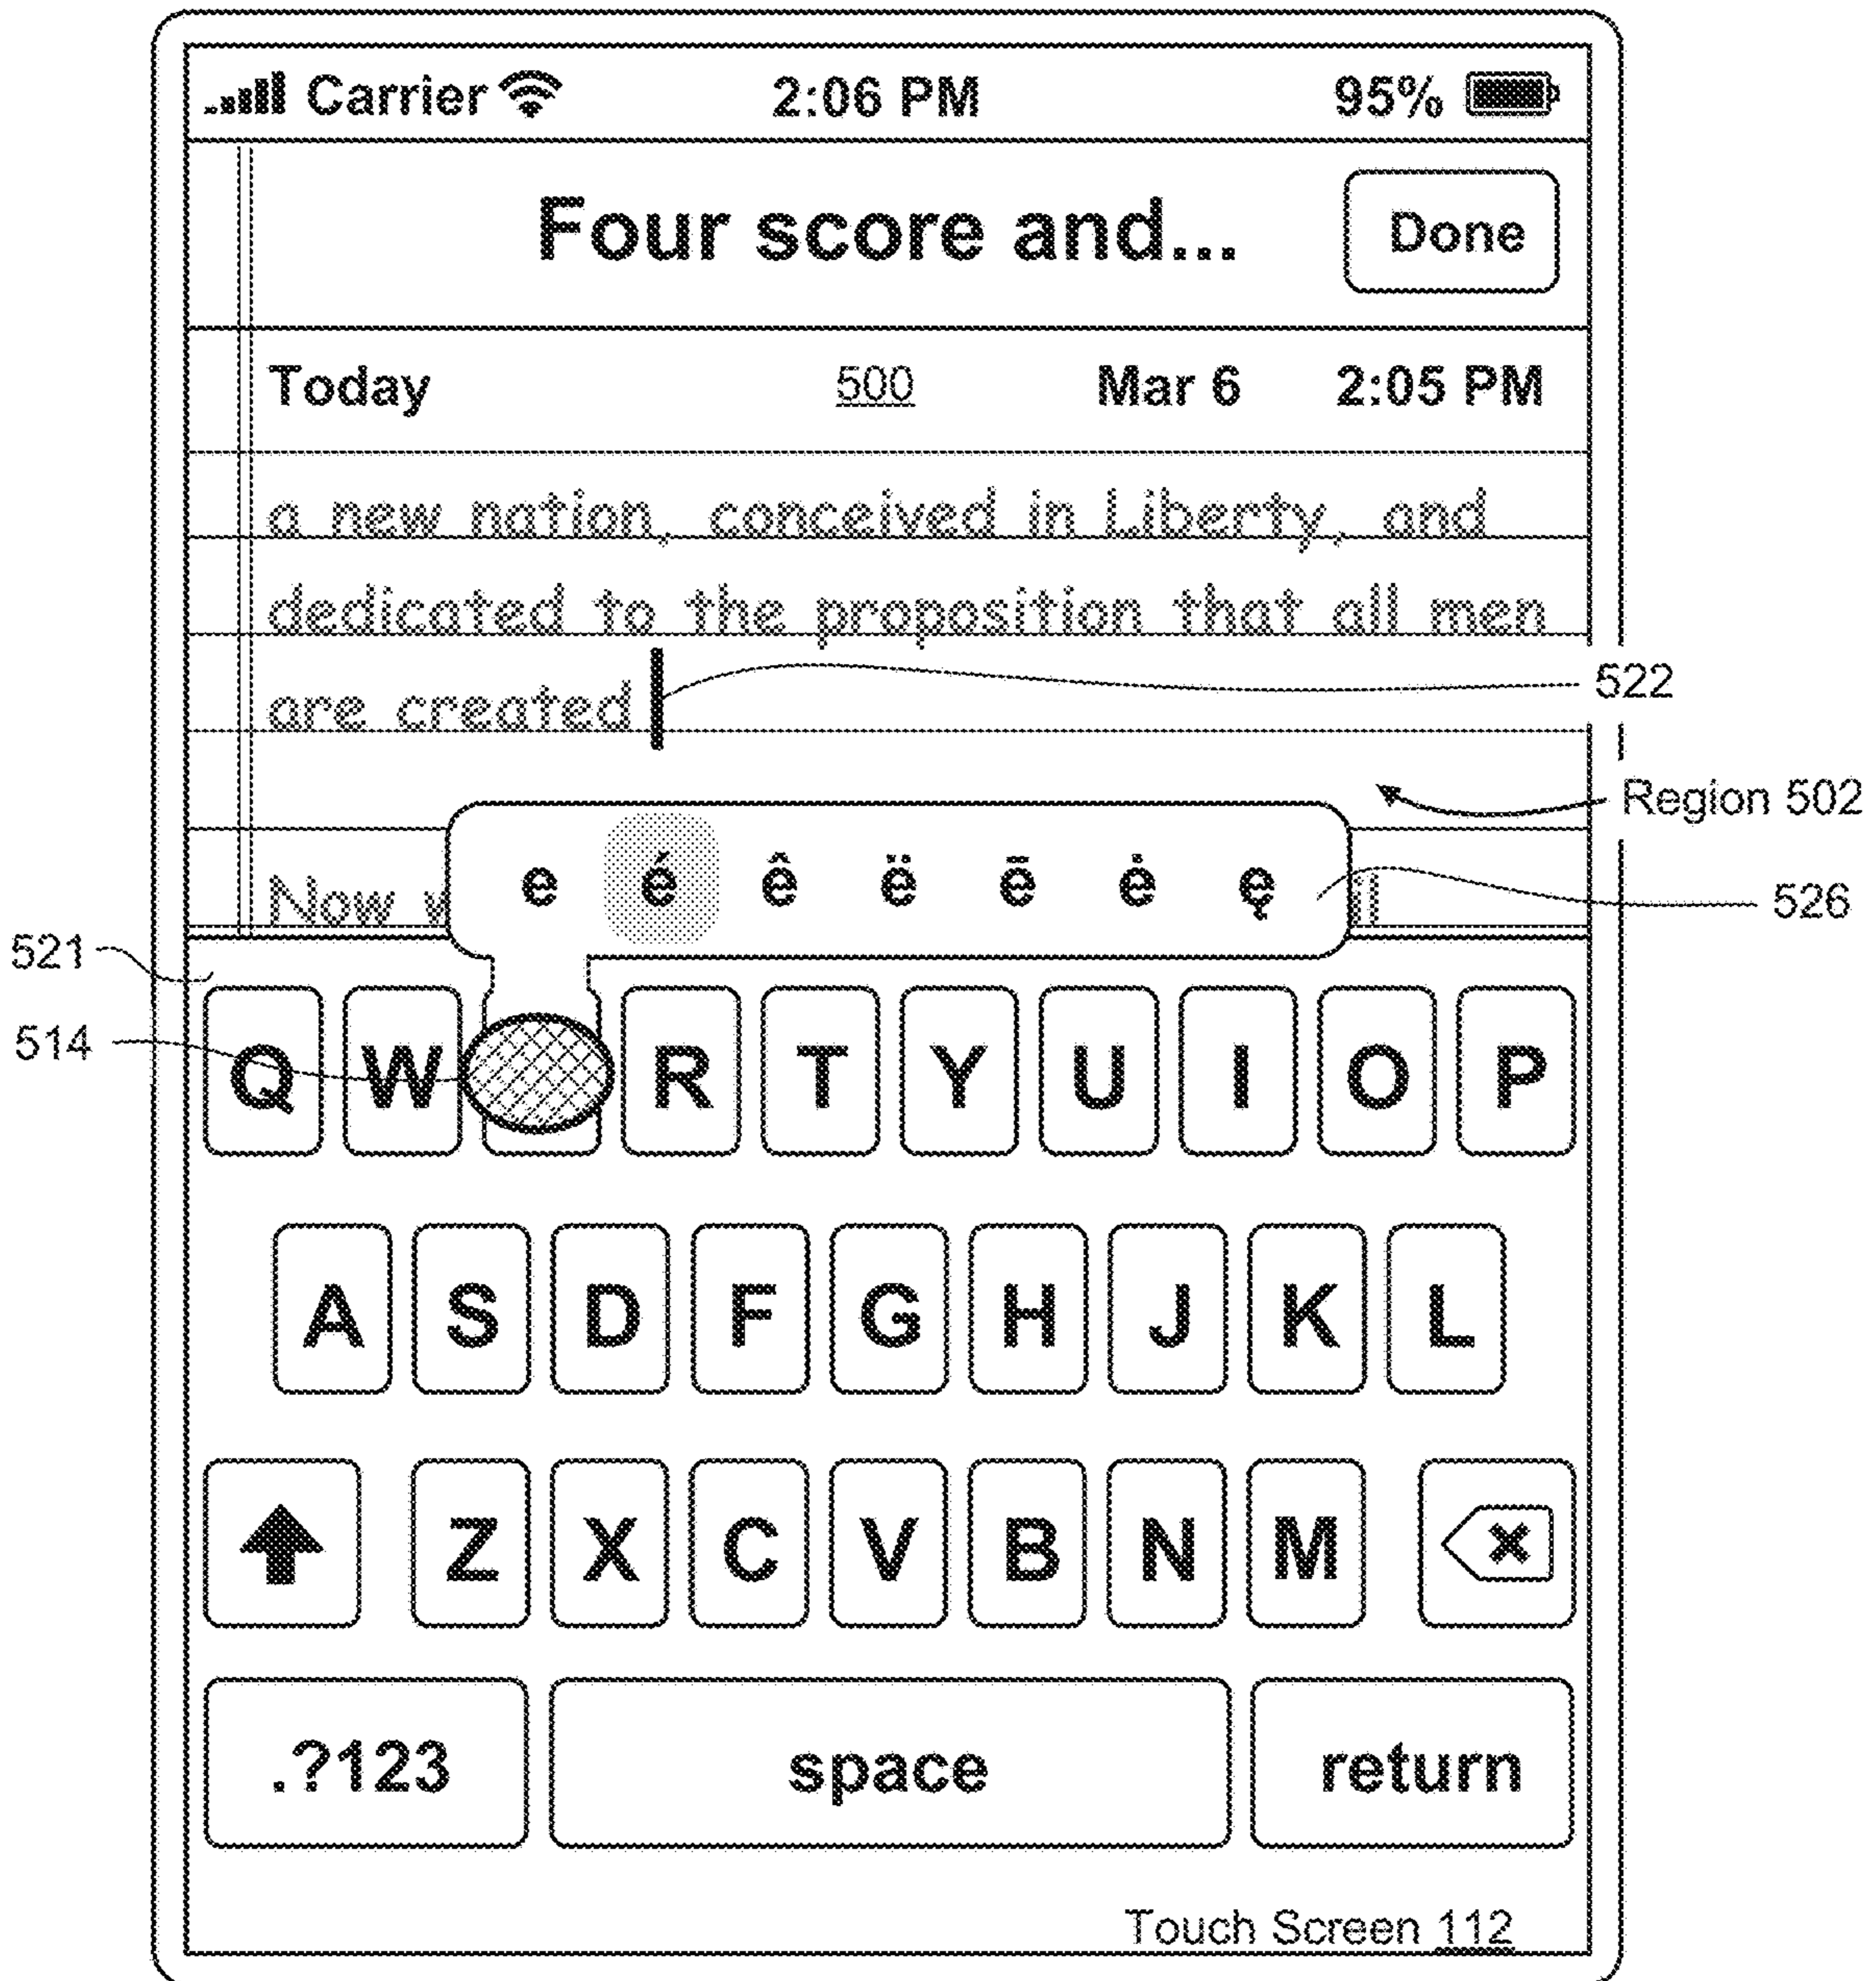 Carrier 2:06 PM 95%
Four score and... Done
Today 500 Mar 6 2:05 PM
a new nation, conceived in Liberty, and
dedicated to the proposition that all men
are created
522
Region 502
e é ê ë ē ė ę
Now
526
521
514
Q W R T Y U I O P
A S D F G H J K L
Z X C V B N M
.?123 space return
Touch Screen 112